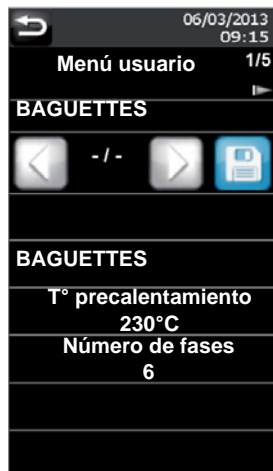 06/03/2013
09:15
Menú usuario 1/5
BAGUETTES
- / -
BAGUETTES
T° precalentamiento
230°C
Número de fases
6